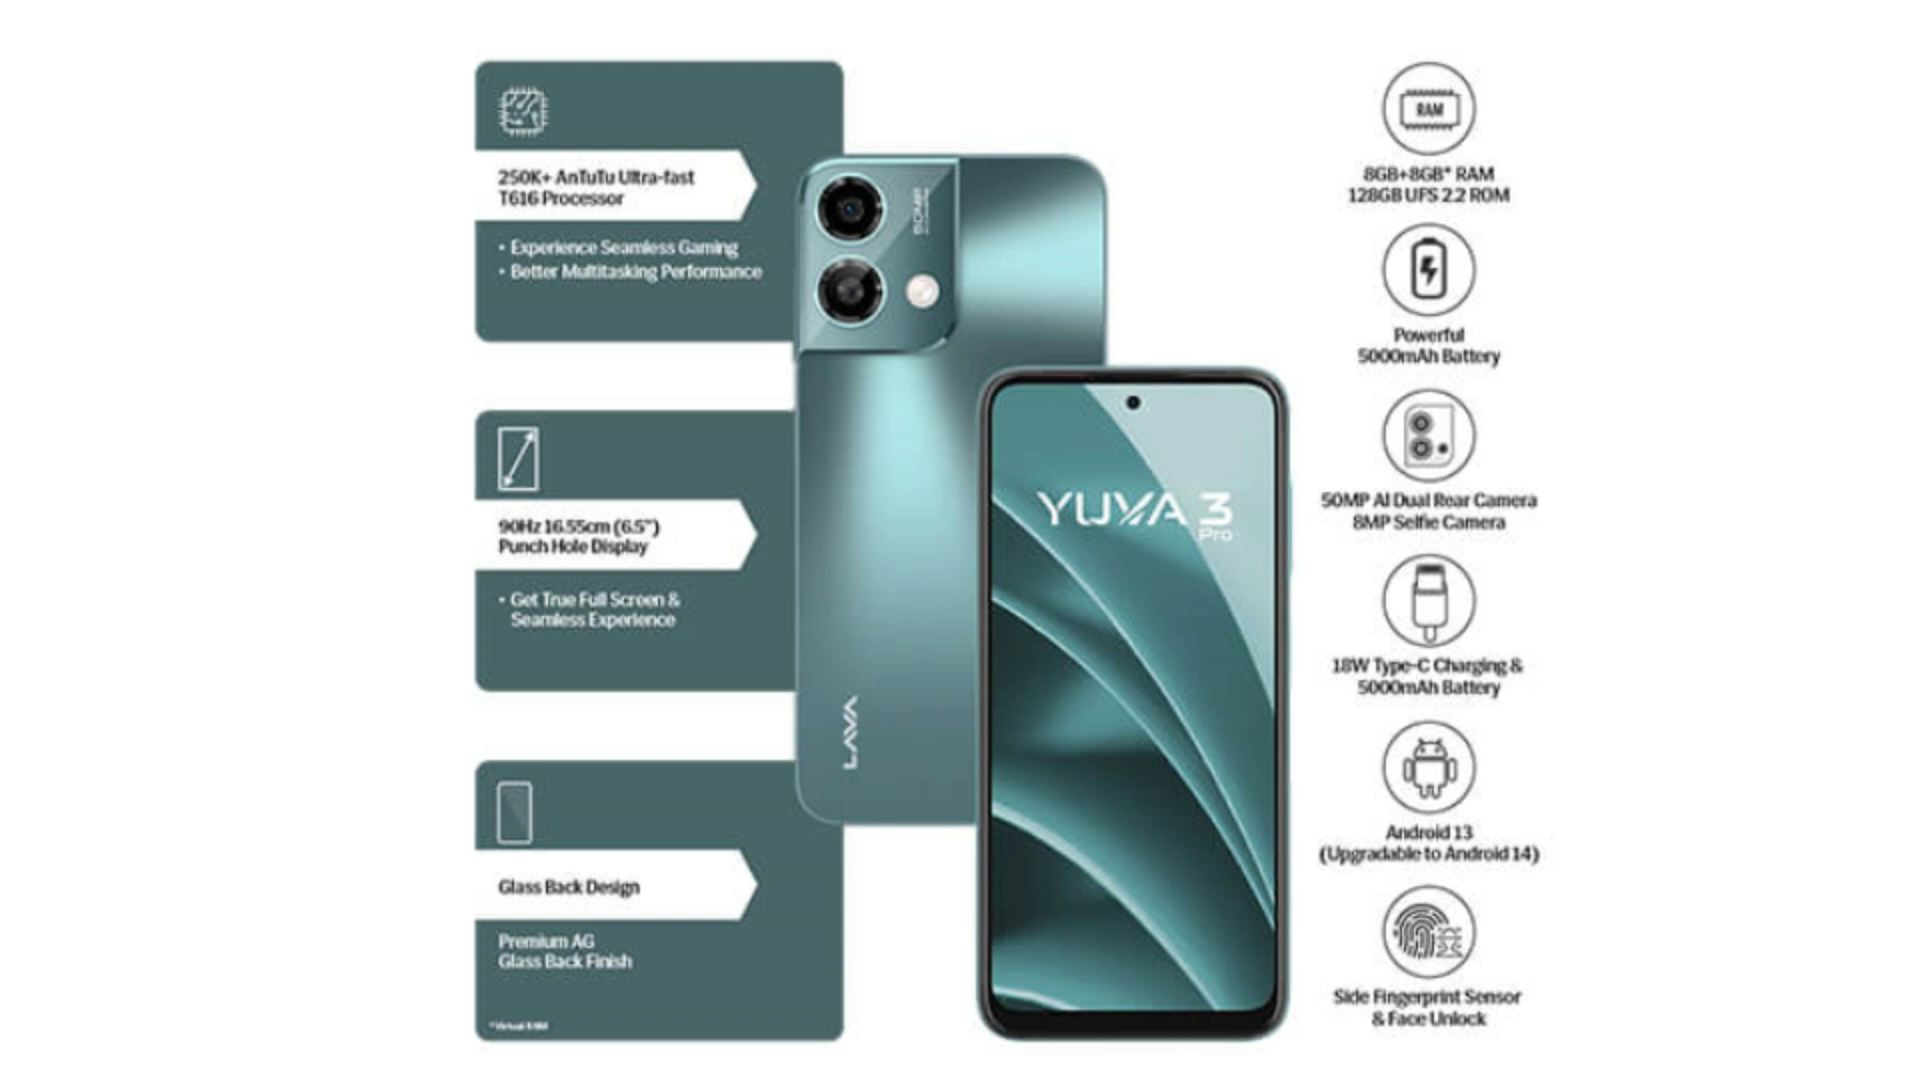 250K+ AnTuTu Ultra-fast
T616 Processor
• Experience Seamless Gaming
• Better Multitasking Performance
90Hz 16.55cm (6.5")
Punch Hole Display
• Get True Full Screen &
Seamless Experience
Glass Back Design
Premium AG
Glass Back Finish
*Virtual RAM
50MP
LAVA
YUVA 3
Pro
RAM
8GB+8GB* RAM
128GB UFS 2.2 ROM
Powerful
5000mAh Battery
50MP AI Dual Rear Camera
8MP Selfie Camera
18W Type-C Charging &
5000mAh Battery
Android 13
(Upgradable to Android 14)
Side Fingerprint Sensor
& Face Unlock